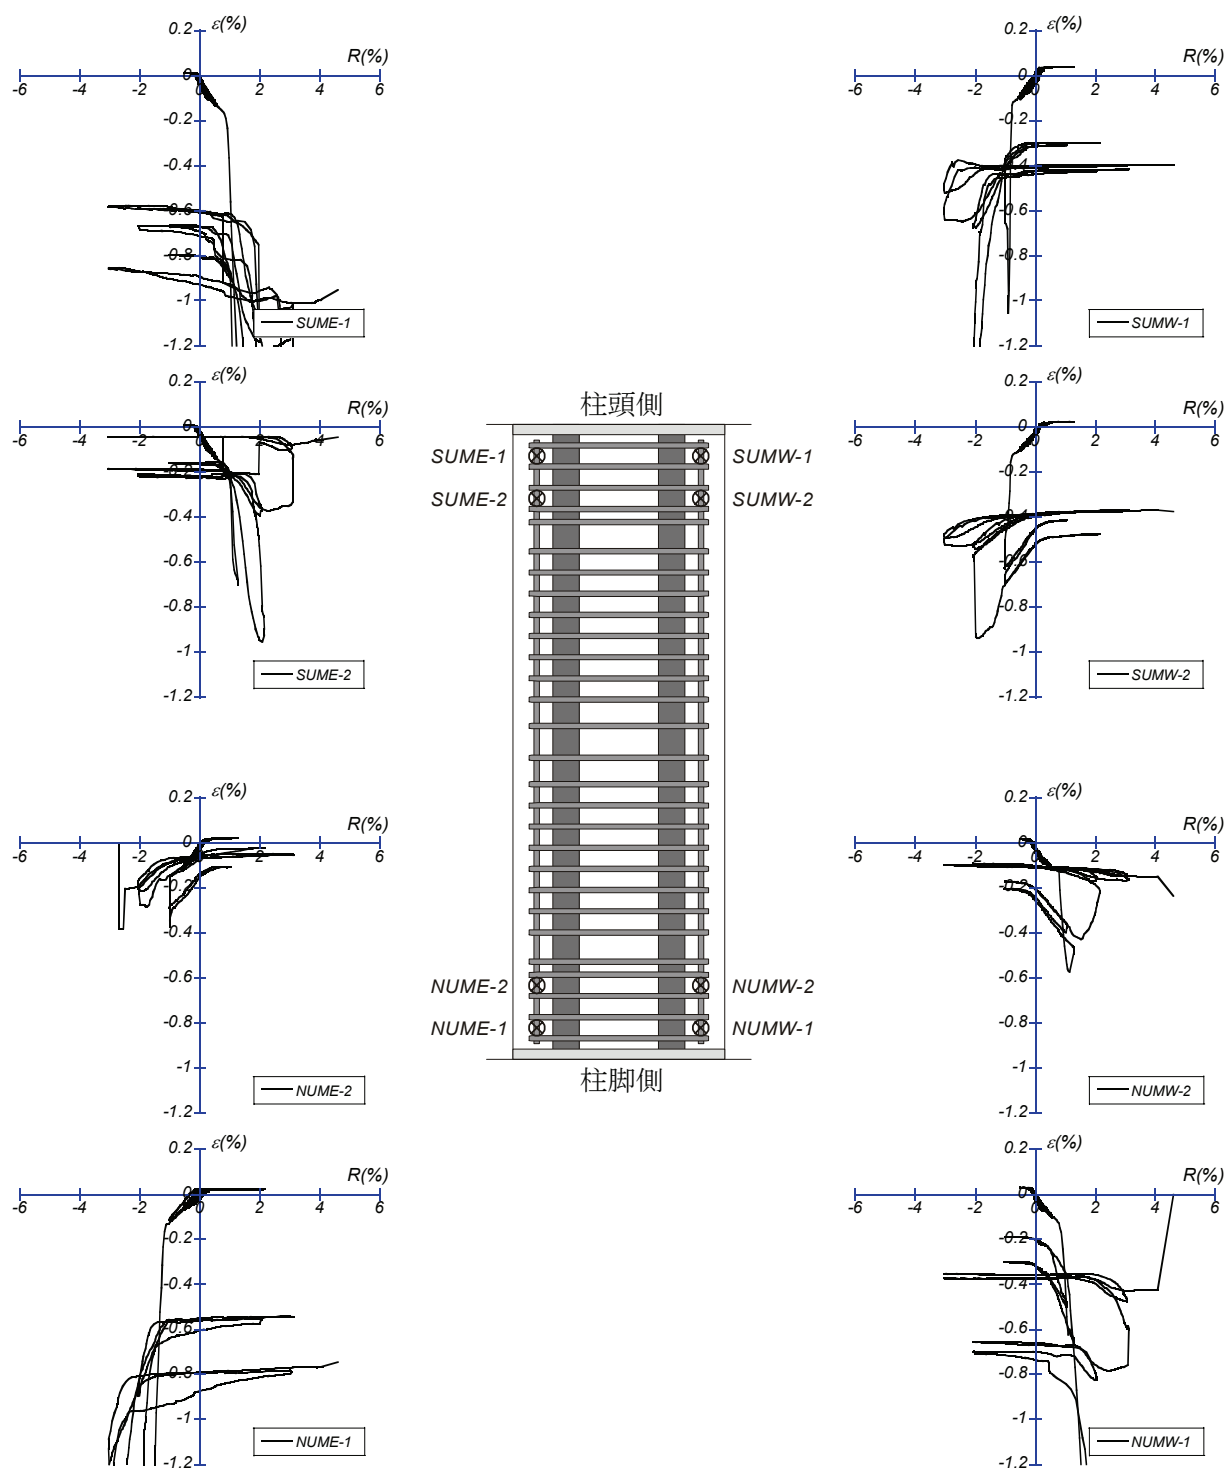 ε(%)
R(%)
0.2
0
-0.2
-0.4
-0.6
-0.8
-1
-1.2
-6 -4 -2 0 2 4 6
SUME-1
ε(%)
R(%)
0.2
0
-0.2
-0.4
-0.6
-0.8
-1
-1.2
-6 -4 -2 0 2 4 6
SUMW-1
ε(%)
R(%)
0.2
0
-0.2
-0.4
-0.6
-0.8
-1
-1.2
-6 -4 -2 0 2 4 6
SUME-2
柱頭側
SUME-1 SUMW-1
SUME-2 SUMW-2
NUME-2 NUMW-2
NUME-1 NUMW-1
柱脚側
ε(%)
R(%)
0.2
0
-0.2
-0.4
-0.6
-0.8
-1
-1.2
-6 -4 -2 0 2 4 6
SUMW-2
ε(%)
R(%)
0.2
0
-0.2
-0.4
-0.6
-0.8
-1
-1.2
-6 -4 -2 0 2 4 6
NUME-2
ε(%)
R(%)
0.2
0
-0.2
-0.4
-0.6
-0.8
-1
-1.2
-6 -4 -2 0 2 4 6
NUMW-2
ε(%)
R(%)
0.2
0
-0.2
-0.4
-0.6
-0.8
-1
-1.2
-6 -4 -2 0 2 4 6
NUME-1
ε(%)
R(%)
0.2
0
-0.2
-0.4
-0.6
-0.8
-1
-1.2
-6 -4 -2 0 2 4 6
NUMW-1